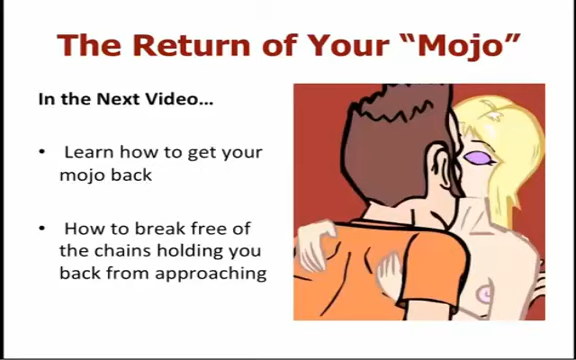 The Return of Your “Mojo”
In the Next Video…
• Learn how to get your
mojo back
• How to break free of
the chains holding you
back from approaching